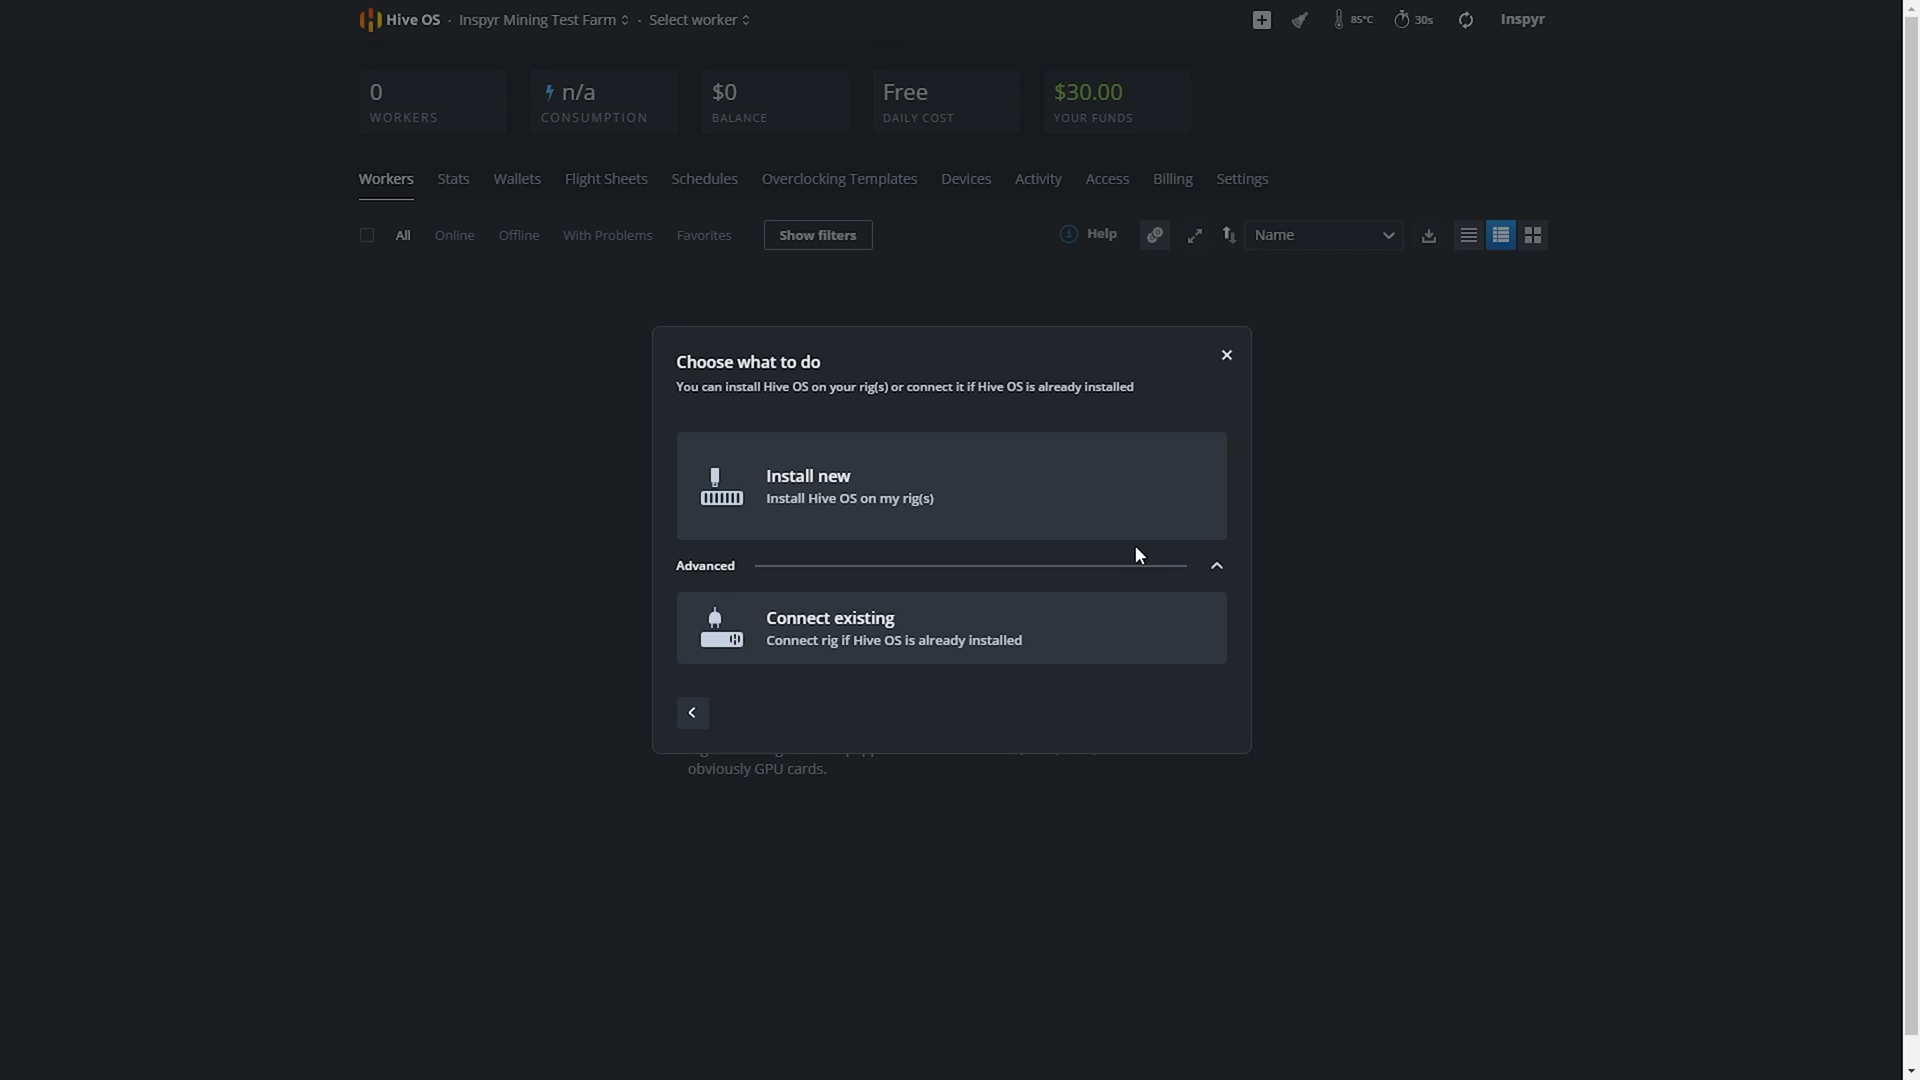 Hive OS · Inspyr Mining Test Farm · Select worker 85°C 30s Inspyr
0 n/a $0 Free $30.00
WORKERS CONSUMPTION BALANCE DAILY COST YOUR FUNDS
Workers Stats Wallets Flight Sheets Schedules Overclocking Templates Devices Activity Access Billing Settings
All Online Offline With Problems Favorites Show filters Help Name
Choose what to do
You can install Hive OS on your rig(s) or connect it if Hive OS is already installed
Install new
Install Hive OS on my rig(s)
Advanced
Connect existing
Connect rig if Hive OS is already installed
obviously GPU cards.